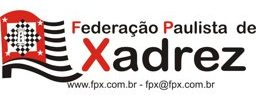 Federação Paulista de
Xadrez
www.fpx.com.br - fpx@fpx.com.br